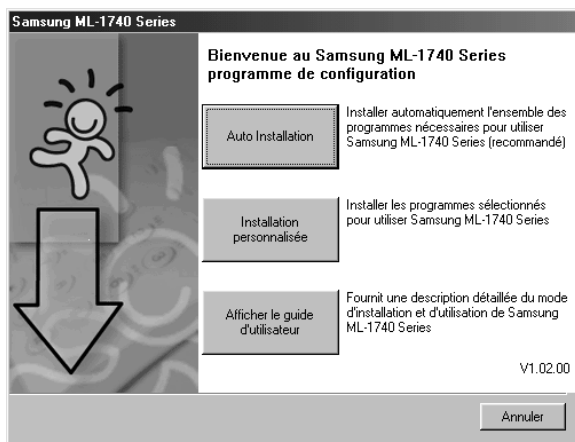 Samsung ML-1740 Series
Bienvenue au Samsung ML-1740 Series
programme de configuration
Auto Installation
Installer automatiquement l'ensemble des
programmes nécessaires pour utiliser
Samsung ML-1740 Series (recommandé)
Installation
personnalisée
Installer les programmes sélectionnés
pour utiliser Samsung ML-1740 Series
Afficher le guide
d'utilisateur
Fournit une description détaillée du mode
d'installation et d'utilisation de Samsung
ML-1740 Series
V1.02.00
Annuler